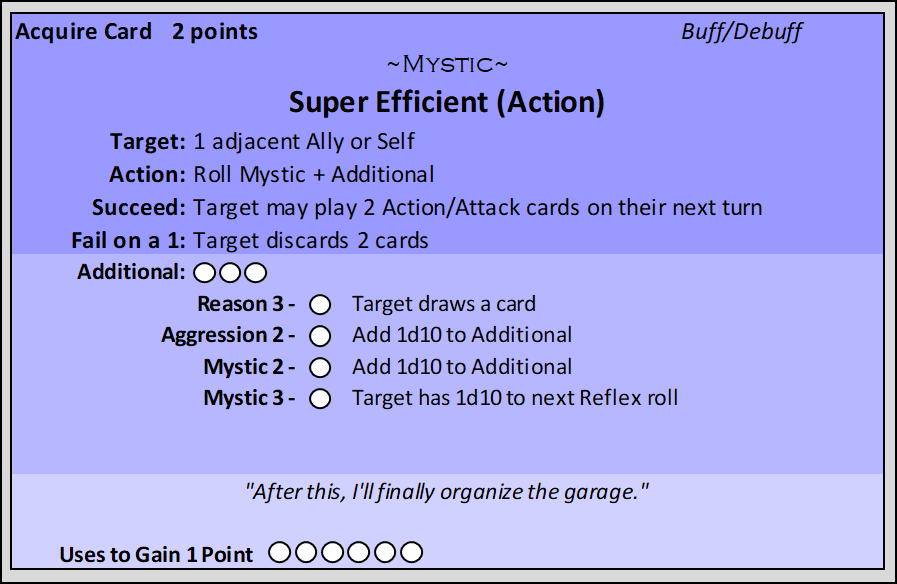 Acquire Card 2 points Buff/Debuff
~Mystic~
Super Efficient (Action)
Target: 1 adjacent Ally or Self
Action: Roll Mystic + Additional
Succeed: Target may play 2 Action/Attack cards on their next turn
Fail on a 1: Target discards 2 cards
Additional:
Reason 3 - Target draws a card
Aggression 2 - Add 1d10 to Additional
Mystic 2 - Add 1d10 to Additional
Mystic 3 - Target has 1d10 to next Reflex roll
"After this, I'll finally organize the garage."
Uses to Gain 1 Point